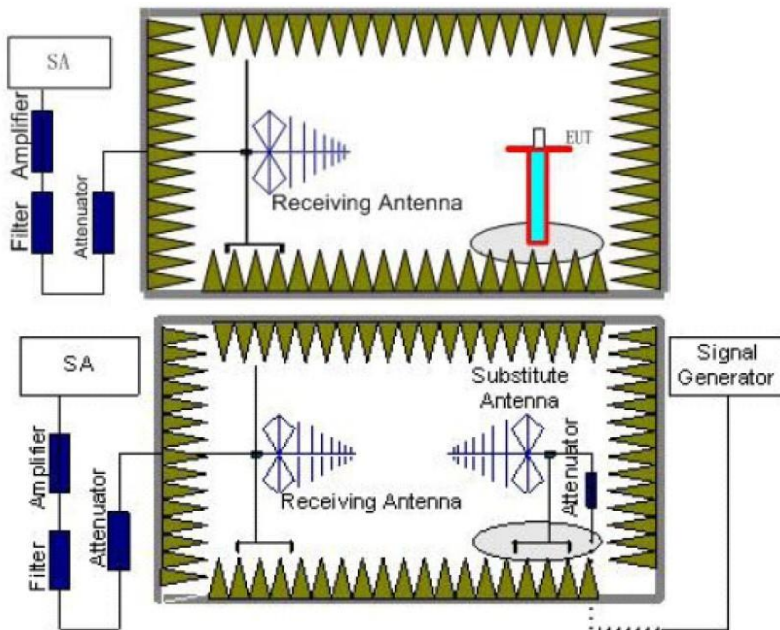 SA
Amplifier
Filter
Attenuator
EUT
Receiving Antenna
SA
Amplifier
Filter
Attenuator
Receiving Antenna
Substitute
Antenna
Attenuator
Signal
Generator